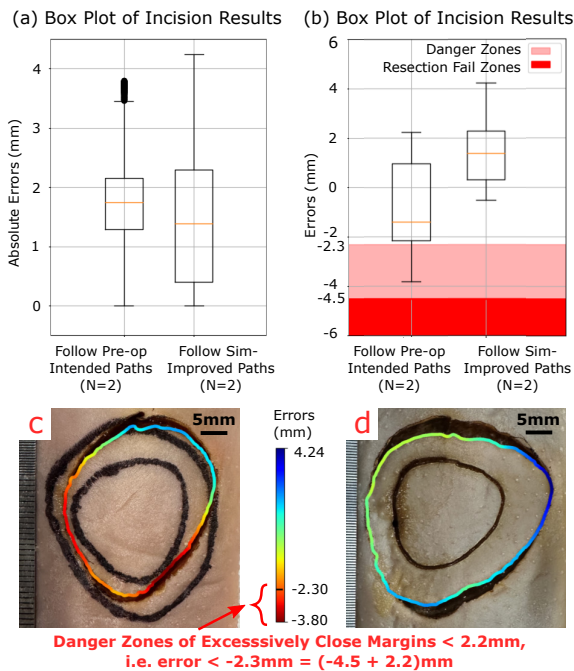 (a) Box Plot of Incision Results
(b) Box Plot of Incision Results
Absolute Errors (mm)
4
3
2
1
0
Follow Pre-op
Intended Paths
(N=2)
Follow Sim-
Improved Paths
(N=2)
Danger Zones
Resection Fail Zones
Errors (mm)
6
4
2
0
-2
-2.3
-4
-4.5
-6
Follow Pre-op
Intended Paths
(N=2)
Follow Sim-
Improved Paths
(N=2)
c
5mm
Errors
(mm)
4.24
-2.30
-3.80
d
5mm
Danger Zones of Excesssively Close Margins < 2.2mm,
i.e. error < -2.3mm = (-4.5 + 2.2)mm